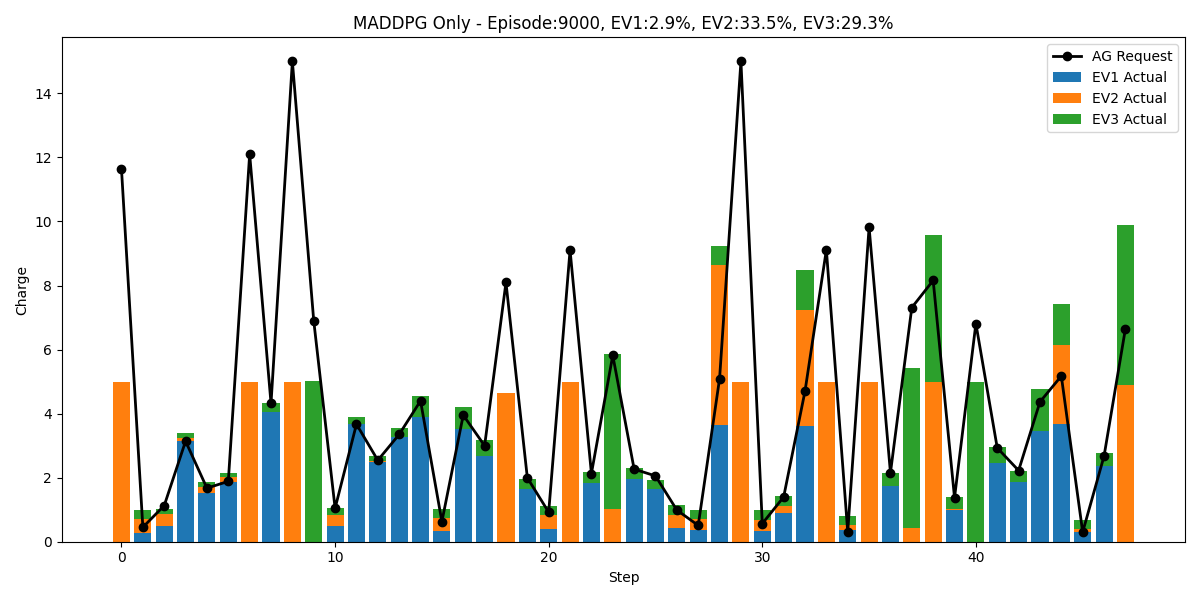 MADDPG Only - Episode:9000, EV1:2.9%, EV2:33.5%, EV3:29.3%
AG Request
EV1 Actual
EV2 Actual
EV3 Actual
Charge
14
12
10
8
6
4
2
0
0 10 20 30 40
Step